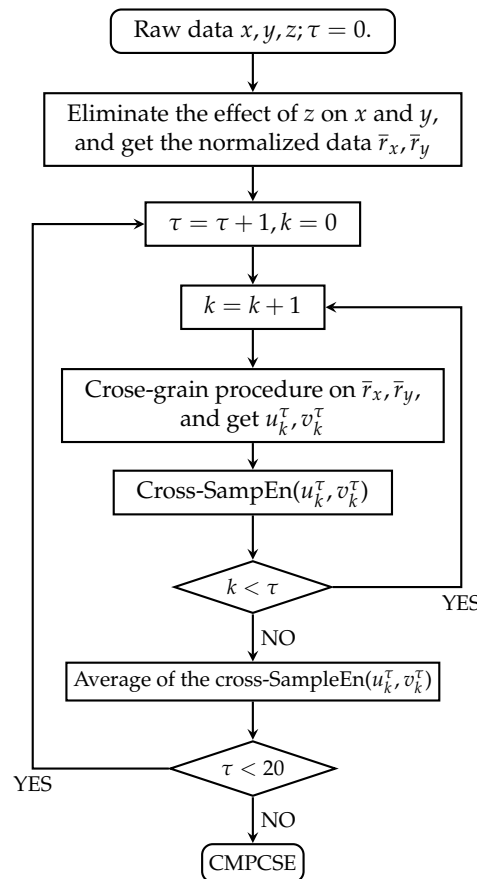 Raw data x, y, z; τ = 0.
Eliminate the effect of z on x and y,
and get the normalized data r̄ₓ, r̄ᵧ
τ = τ + 1, k = 0
k = k + 1
Crose-grain procedure on r̄ₓ, r̄ᵧ,
and get u_k^τ, v_k^τ
Cross-SampEn(u_k^τ, v_k^τ)
k < τ
YES
NO
Average of the cross-SampleEn(u_k^τ, v_k^τ)
τ < 20
YES
NO
CMPCSE